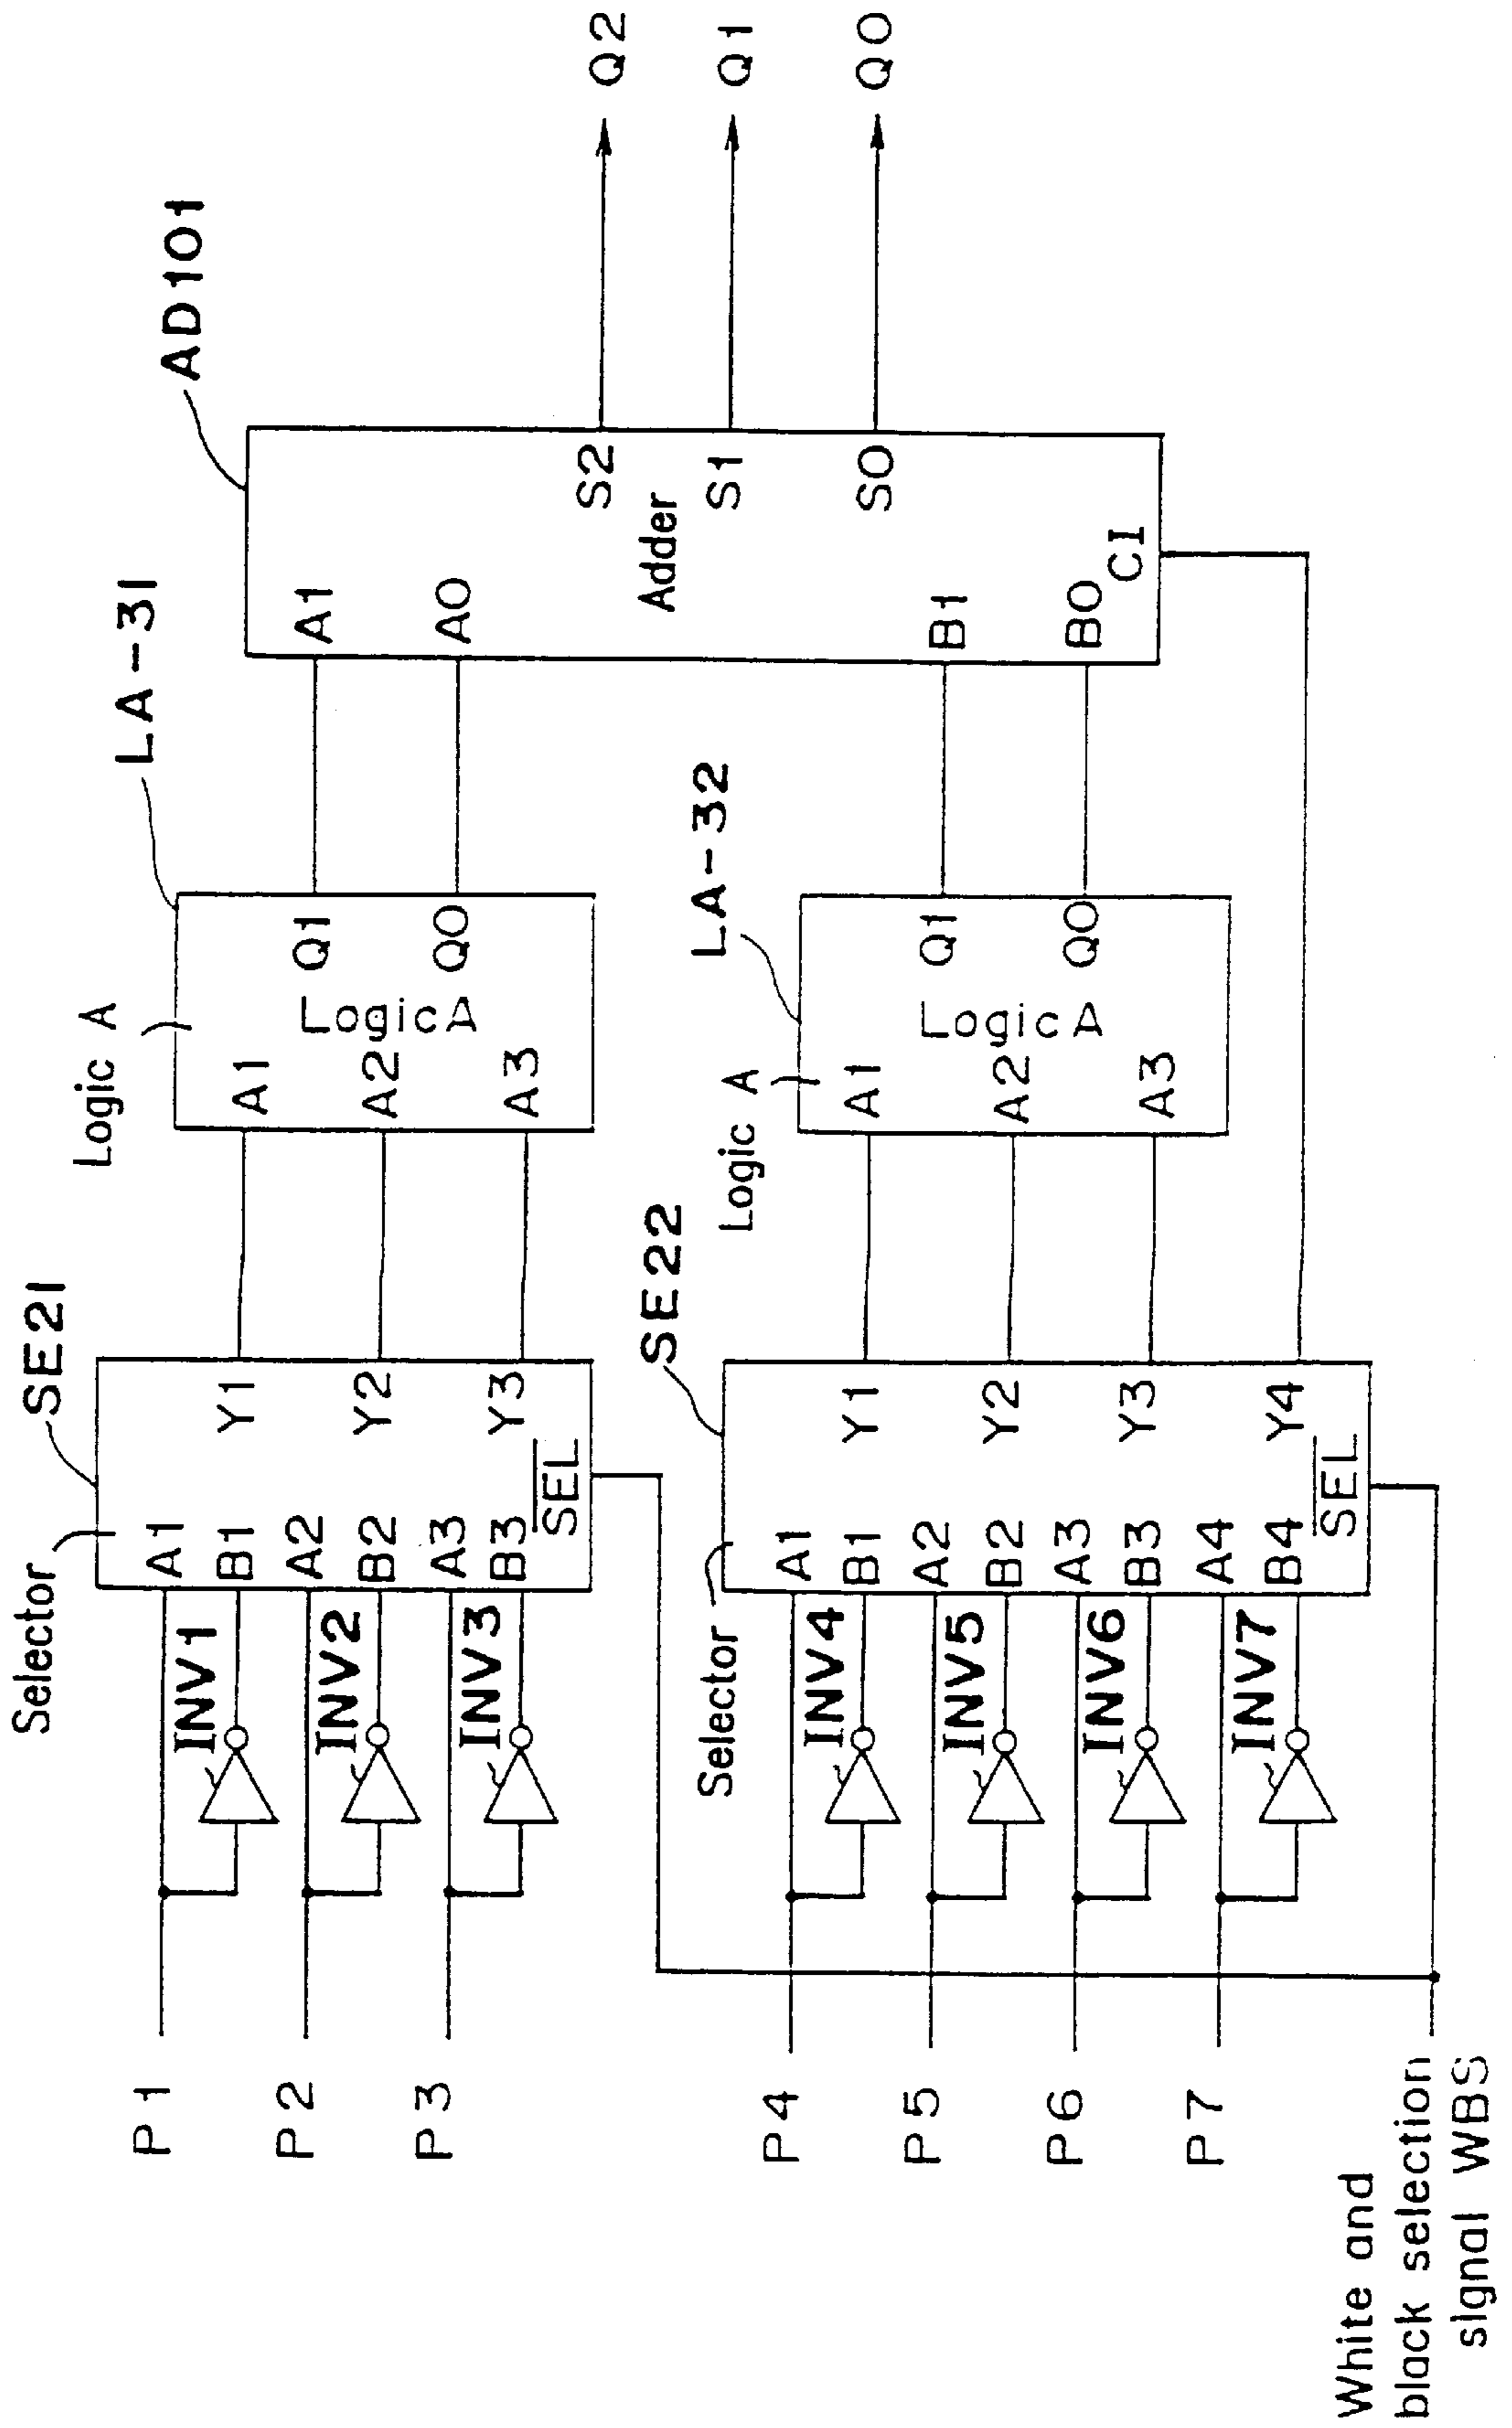 Selector
SE21
Logic A
LA-31
AD101
P1
P2
P3
INV1
INV2
INV3
A1
B1
A2
B2
A3
B3
Y1
Y2
Y3
SEL
A1
A2
A3
Logic A
Q1
Q0
A1
A0
B1
B0
CI
Adder
S2
S1
S0
Q2
Q1
Q0
Selector
SE22
Logic A
LA-32
P4
P5
P6
P7
INV4
INV5
INV6
INV7
A1
B1
A2
B2
A3
B3
A4
B4
Y1
Y2
Y3
Y4
SEL
A1
A2
A3
Logic A
Q1
Q0
White and
black selection
signal WBS